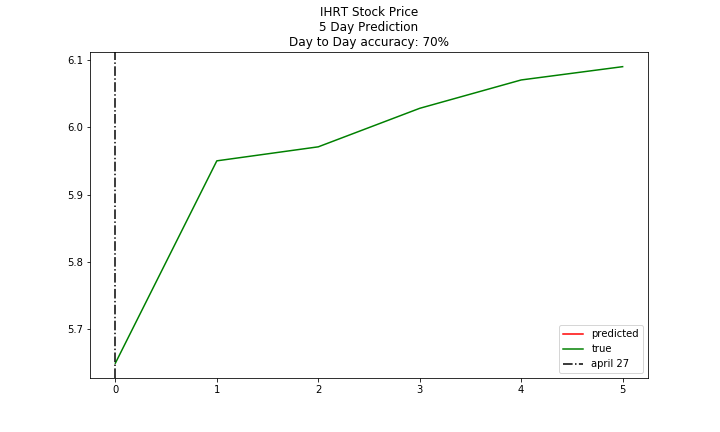 IHRT Stock Price
5 Day Prediction
Day to Day accuracy: 70%
6.1
6.0
5.9
5.8
5.7
0 1 2 3 4 5
predicted
true
april 27